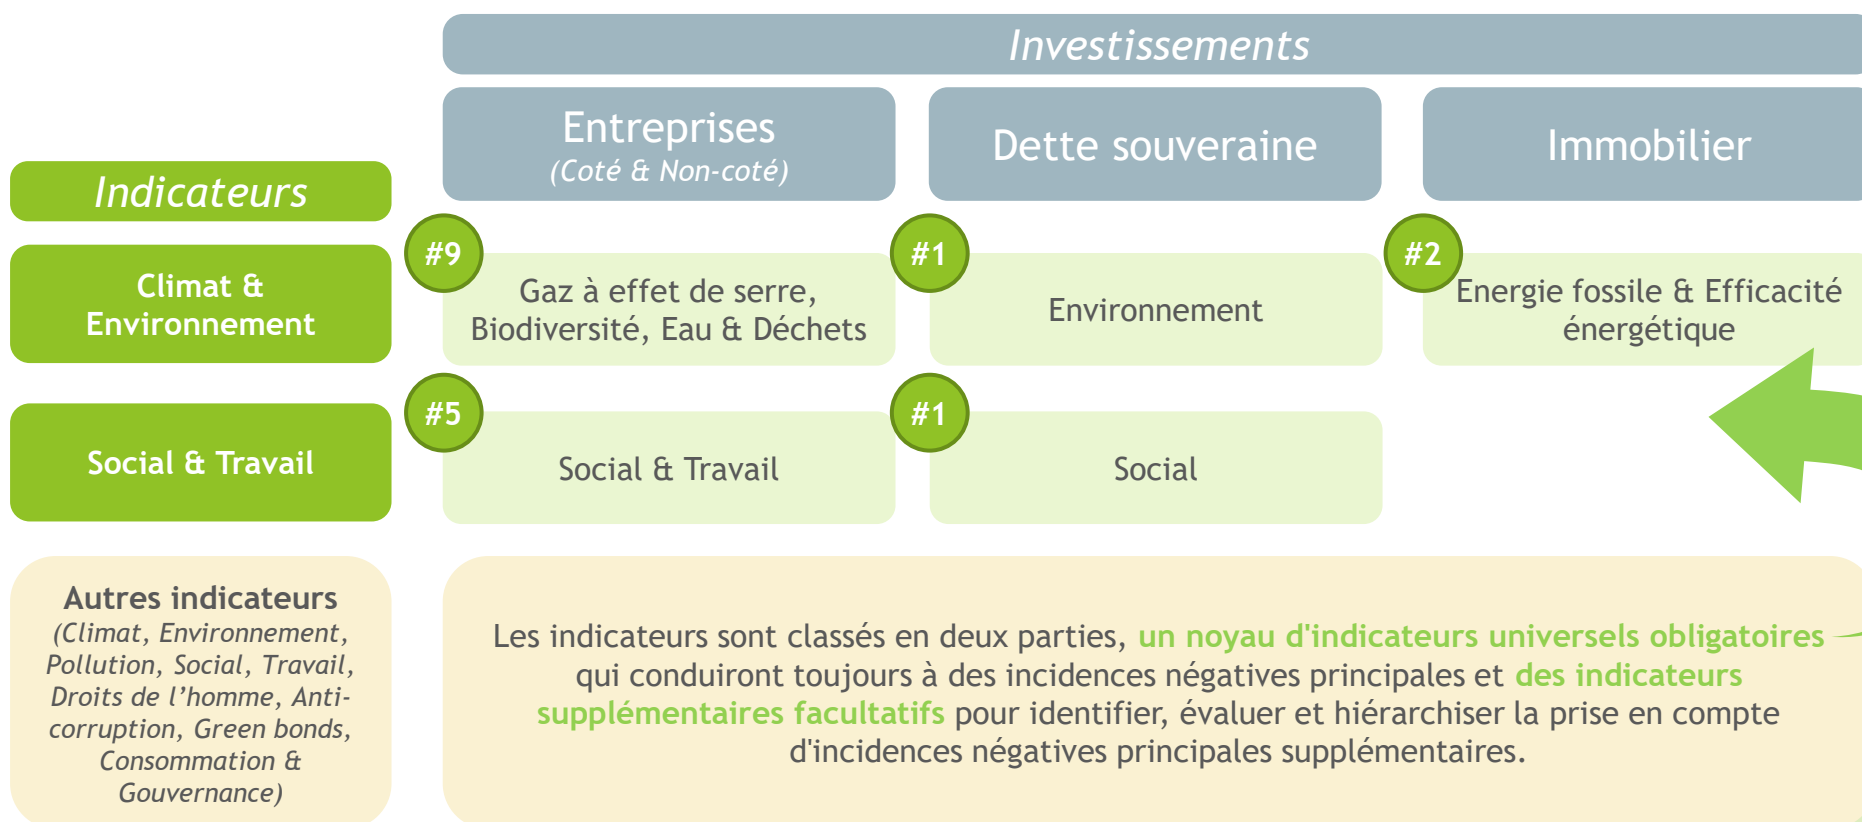 Investissements
Entreprises
(Coté & Non-coté)
Dette souveraine
Immobilier
Indicateurs
Climat &
Environnement
#9
Gaz à effet de serre,
Biodiversité, Eau & Déchets
#1
Environnement
#2
Energie fossile & Efficacité
énergétique
Social & Travail
#5
Social & Travail
#1
Social
Autres indicateurs
(Climat, Environnement,
Pollution, Social, Travail,
Droits de l’homme, Anti-
corruption, Green bonds,
Consommation &
Gouvernance)
Les indicateurs sont classés en deux parties, un noyau d'indicateurs universels obligatoires
qui conduiront toujours à des incidences négatives principales et des indicateurs
supplémentaires facultatifs pour identifier, évaluer et hiérarchiser la prise en compte
d'incidences négatives principales supplémentaires.